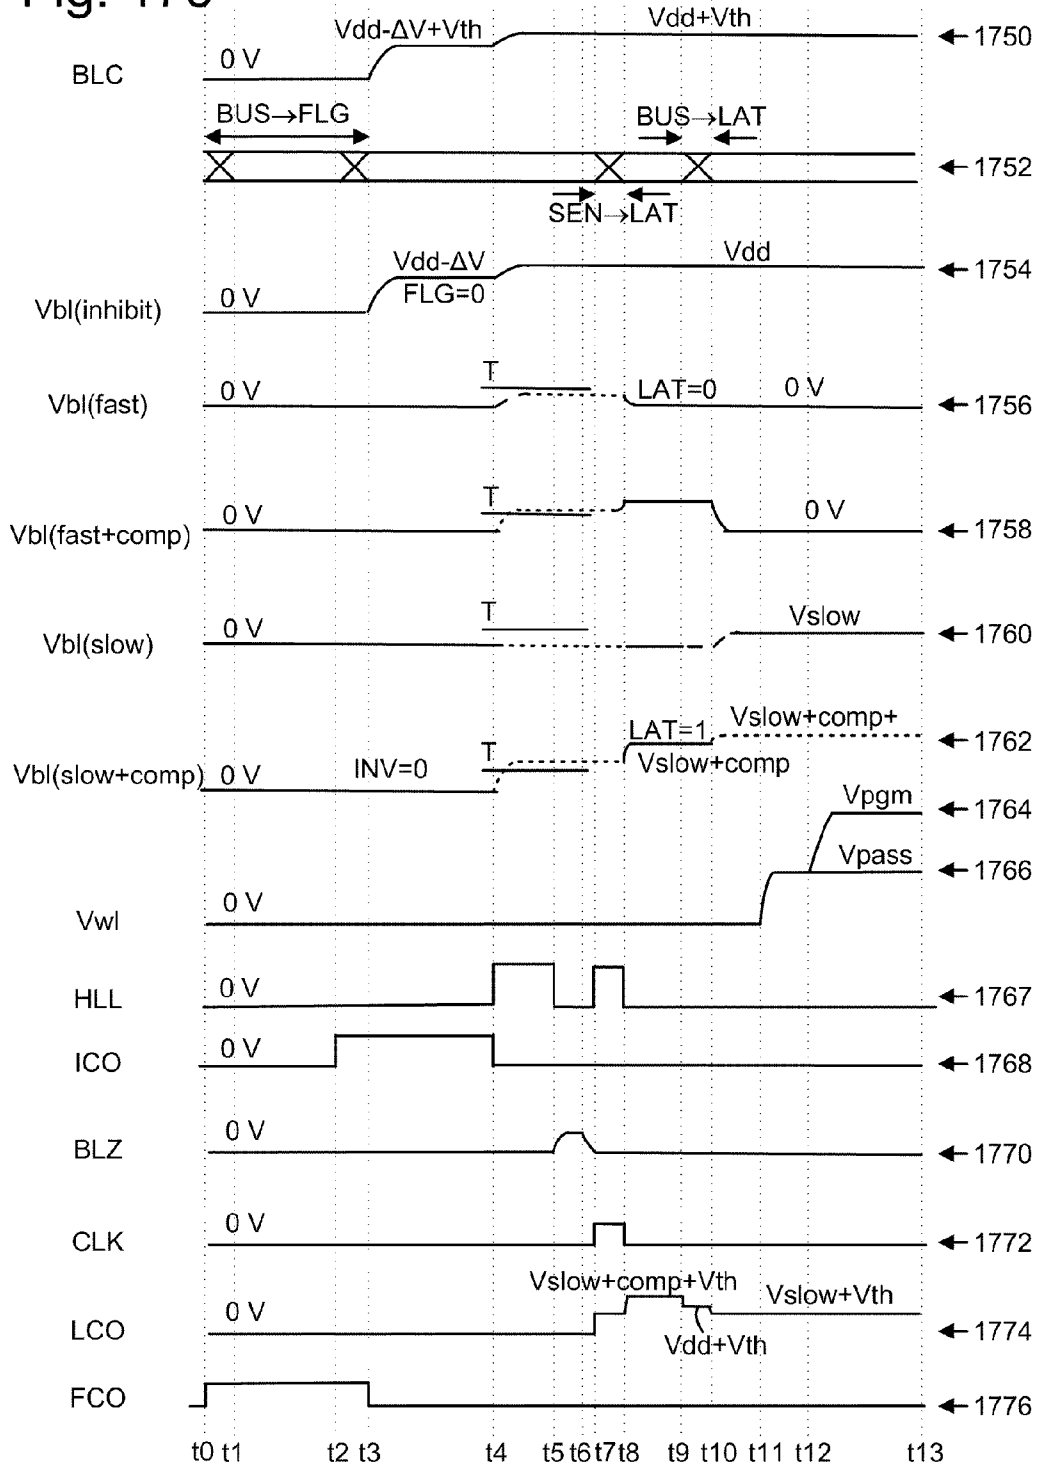 Vdd-ΔV+Vth
Vdd+Vth
0 V
BLC
1750
BUS→FLG
BUS→LAT
1752
SEN→LAT
Vdd-ΔV
Vdd
FLG=0
0 V
Vbl(inhibit)
1754
T
0 V
LAT=0
0 V
Vbl(fast)
1756
T
0 V
0 V
Vbl(fast+comp)
1758
T
0 V
Vslow
Vbl(slow)
1760
Vslow+comp+
LAT=1
1762
T
Vslow+comp
Vbl(slow+comp)
0 V
INV=0
Vpgm
1764
Vpass
1766
0 V
Vwl
0 V
HLL
1767
0 V
ICO
1768
0 V
BLZ
1770
0 V
CLK
1772
Vslow+comp+Vth
Vslow+Vth
0 V
LCO
1774
Vdd+Vth
FCO
1776
t0 t1 t2 t3 t4 t5 t6 t7 t8 t9 t10 t11 t12 t13